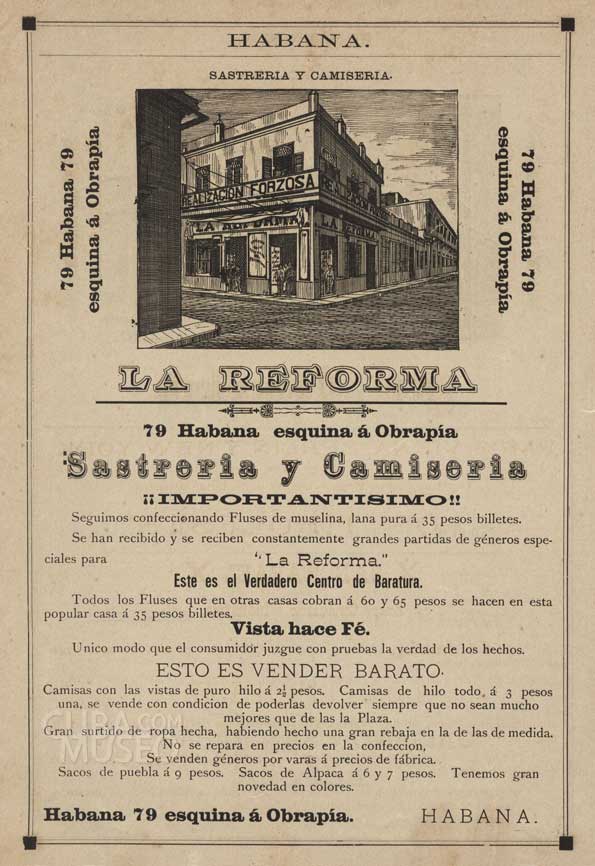 HABANA.
SASTRERIA Y CAMISERIA.
79 Habana 79
esquina á Obrapía
REALIZACION FORZOSA
LA REFORMA
LA REFORMA
79 Habana 79
esquina á Obrapía
LA REFORMA
79 Habana esquina á Obrapía
Sastreria y Camiseria
¡¡IMPORTANTISIMO!!
Seguimos confeccionando Fluses de muselina, lana pura á 35 pesos billetes.
Se han recibido y se reciben constantemente grandes partidas de géneros espe-
ciales para "La Reforma."
Este es el Verdadero Centro de Baratura.
Todos los Fluses que en otras casas cobran á 60 y 65 pesos se hacen en esta
popular casa á 35 pesos billetes.
Vista hace Fé.
Unico modo que el consumidor juzgue con pruebas la verdad de los hechos.
ESTO ES VENDER BARATO.
Camisas con las vistas de puro hilo á 2½ pesos. Camisas de hilo todo, á 3 pesos
una, se vende con condicion de poderlas devolver siempre que no sean mucho
mejores que de las la Plaza.
Gran surtido de ropa hecha, habiendo hecho una gran rebaja en la de las de medida.
No se repara en precios en la confeccion,
Se venden géneros por varas á precios de fábrica.
Sacos de puebla á 9 pesos. Sacos de Alpaca á 6 y 7 pesos. Tenemos gran
novedad en colores.
Habana 79 esquina á Obrapía. HABANA.
CUBA.COM
MUSEO